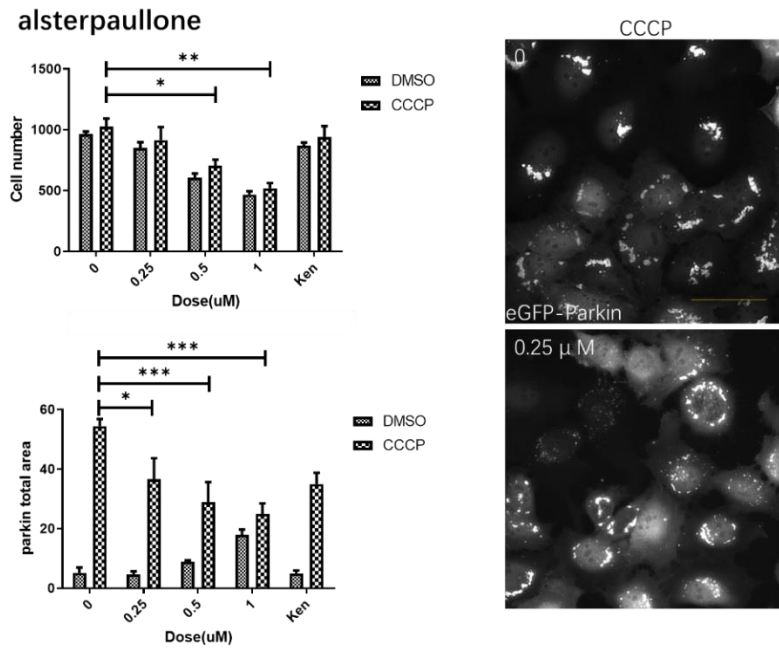 alsterpaullone
**
*
1500
1000
500
0
Cell number
0
0.25
0.5
1
Ken
Dose(uM)
DMSO
CCCP
***
***
*
60
40
20
0
parkin total area
0
0.25
0.5
1
Ken
Dose(uM)
DMSO
CCCP
CCCP
0
eGFP-Parkin
0.25 μ M